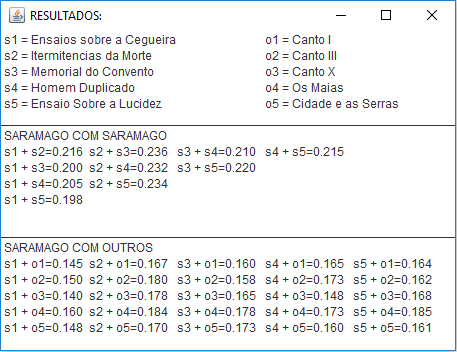 RESULTADOS:
s1 = Ensaios sobre a Cegueira o1 = Canto I
s2 = Itermitencias da Morte o2 = Canto III
s3 = Memorial do Convento o3 = Canto X
s4 = Homem Duplicado o4 = Os Maias
s5 = Ensaio Sobre a Lucidez o5 = Cidade e as Serras
SARAMAGO COM SARAMAGO
s1 + s2=0.216 s2 + s3=0.236 s3 + s4=0.210 s4 + s5=0.215
s1 + s3=0.200 s2 + s4=0.232 s3 + s5=0.220
s1 + s4=0.205 s2 + s5=0.234
s1 + s5=0.198
SARAMAGO COM OUTROS
s1 + o1=0.145 s2 + o1=0.167 s3 + o1=0.160 s4 + o1=0.165 s5 + o1=0.164
s1 + o2=0.150 s2 + o2=0.180 s3 + o2=0.158 s4 + o2=0.173 s5 + o2=0.162
s1 + o3=0.140 s2 + o3=0.178 s3 + o3=0.165 s4 + o3=0.148 s5 + o3=0.168
s1 + o4=0.160 s2 + o4=0.184 s3 + o4=0.178 s4 + o4=0.173 s5 + o4=0.185
s1 + o5=0.148 s2 + o5=0.170 s3 + o5=0.173 s4 + o5=0.160 s5 + o5=0.161